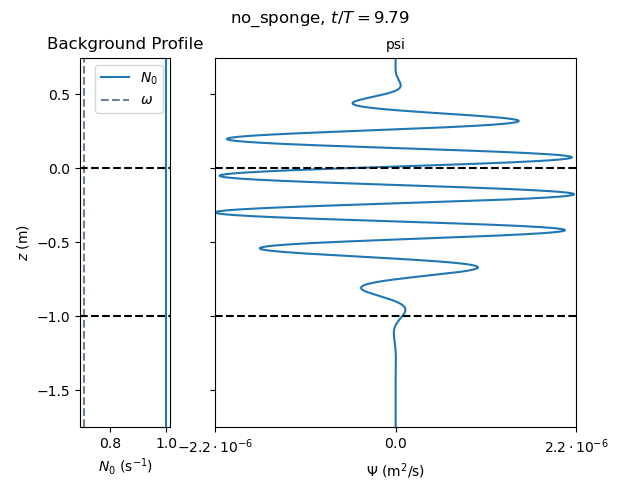 no_sponge, t/T = 9.79
Background Profile
psi
N₀
ω
0.5
0.0
−0.5
−1.0
−1.5
z (m)
0.8
1.0
N₀ (s⁻¹)
−2.2 · 10⁻⁶
0.0
2.2 · 10⁻⁶
Ψ (m²/s)